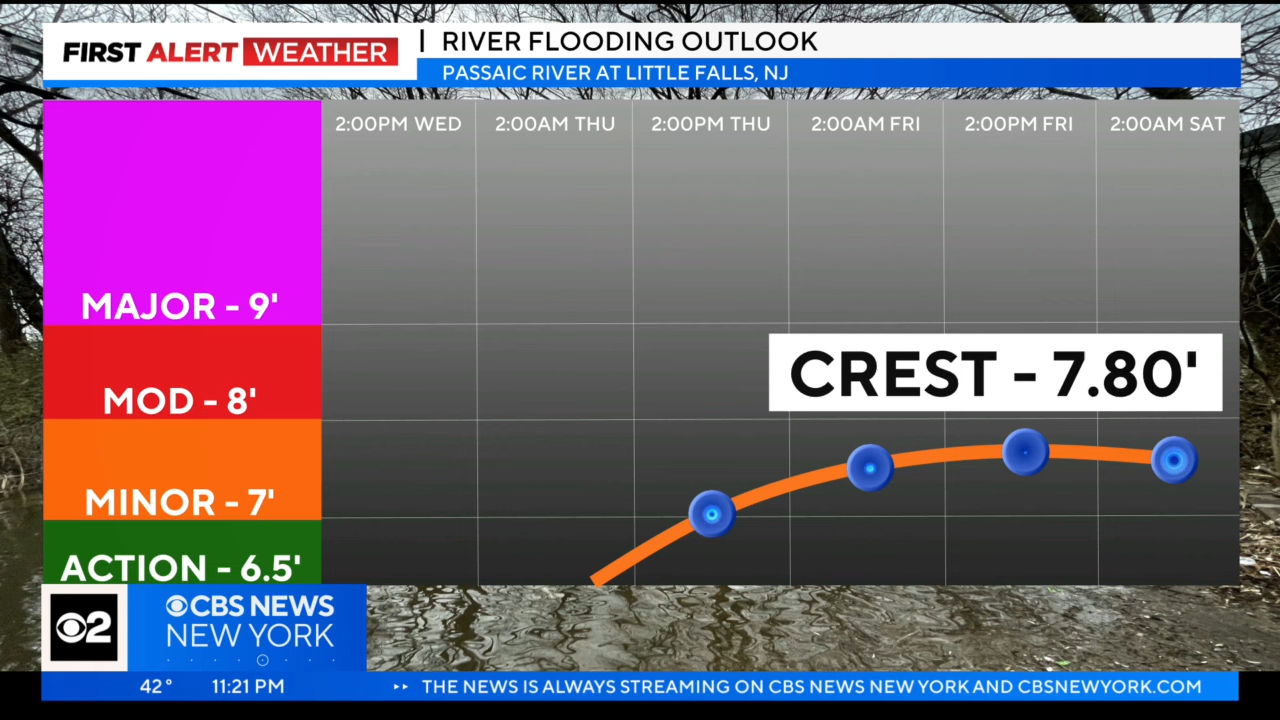 FIRST ALERT WEATHER
RIVER FLOODING OUTLOOK
PASSAIC RIVER AT LITTLE FALLS, NJ
2:00PM WED 2:00AM THU 2:00PM THU 2:00AM FRI 2:00PM FRI 2:00AM SAT
MAJOR - 9'
CREST - 7.80'
MOD - 8'
MINOR - 7'
ACTION - 6.5'
2
CBS NEWS
NEW YORK
42° 11:21 PM THE NEWS IS ALWAYS STREAMING ON CBS NEWS NEW YORK AND CBSNEWYORK.COM